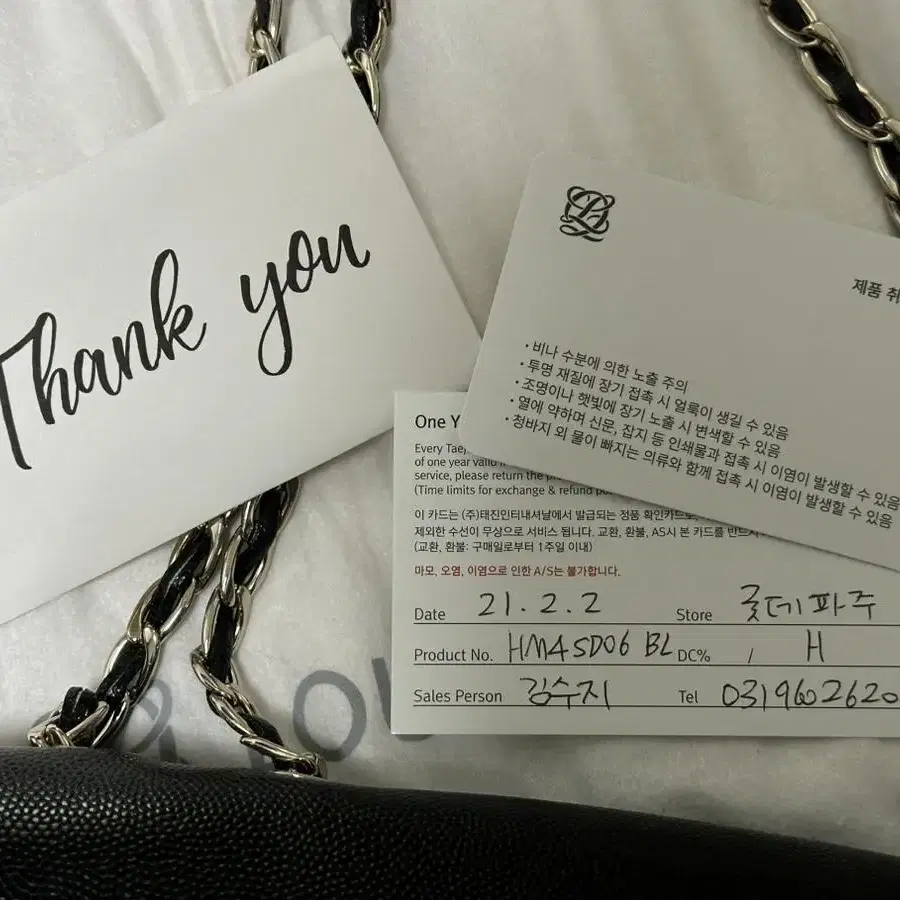 Thank you
제품 취
• 비나 수분에 의한 노출 주의
• 투명 재질에 장기 접촉 시 얼룩이 생길 수 있음
• 조명이나 햇빛에 장기 노출 시 변색할 수 있음
• 열에 약하며 신문, 잡지 등 인쇄물과 접촉 시 이염이 발생할 수 있음
• 청바지 외 물이 빠지는 의류와 함께 접촉 시 이염이 발생할 수 있음
One Y
Every Taej
of one year valid
service, please return the
(Time limits for exchange & refund
이 카드는 (주)태진인터내셔날에서 발급되는 정품 확인카드로,
제외한 수선이 무상으로 서비스 됩니다. 교환, 환불, AS시 본 카드를 반드시
(교환, 환불: 구매일로부터 1주일 이내)
마모, 오염, 이염으로 인한 A/S는 불가합니다.
Date 21.2.2 Store 롯데파주
Product No. HM4SD06 BL DC% / H
Sales Person 김수지 Tel 0319602620
LOU